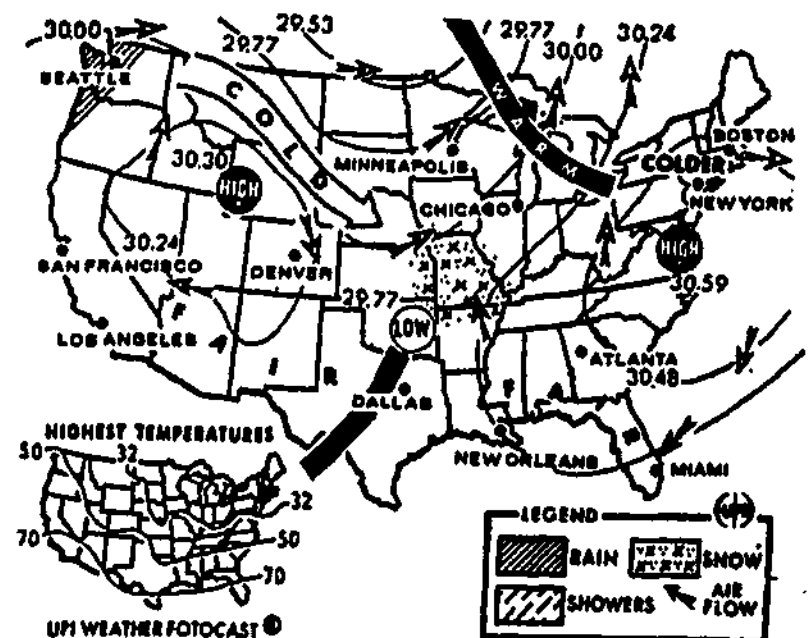 30.00
29.53
29.77
29.77
30.00
30.24
SEATTLE
COLD
WARM
MINNEAPOLIS
BOSTON
COLDER
NEW YORK
30.30
HIGH
CHICAGO
HIGH
30.24
SAN FRANCISCO
DENVER
30.59
29.77
LOW
LOS ANGELES
FAIR
ATLANTA
30.48
DALLAS
FAIR
NEW ORLEANS
MIAMI
HIGHEST TEMPERATURES
50
32
32
70
50
70
UPI WEATHER FOTOCAST
LEGEND
RAIN
SNOW
SHOWERS
AIR
FLOW